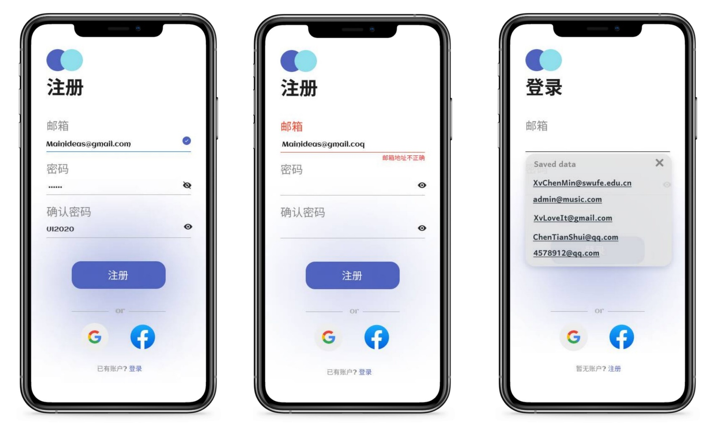 注册
邮箱
Mainideas@gmail.com
密码
••••••
确认密码
UI2020
注册
or
已有账户? 登录
注册
邮箱
Mainideas@gmail.coq
邮箱地址不正确
密码
确认密码
注册
or
已有账户? 登录
登录
邮箱
Saved data
XvChenMin@swufe.edu.cn
admin@music.com
XvLoveIt@gmail.com
ChenTianShui@qq.com
4578912@qq.com
or
暂无账户? 注册